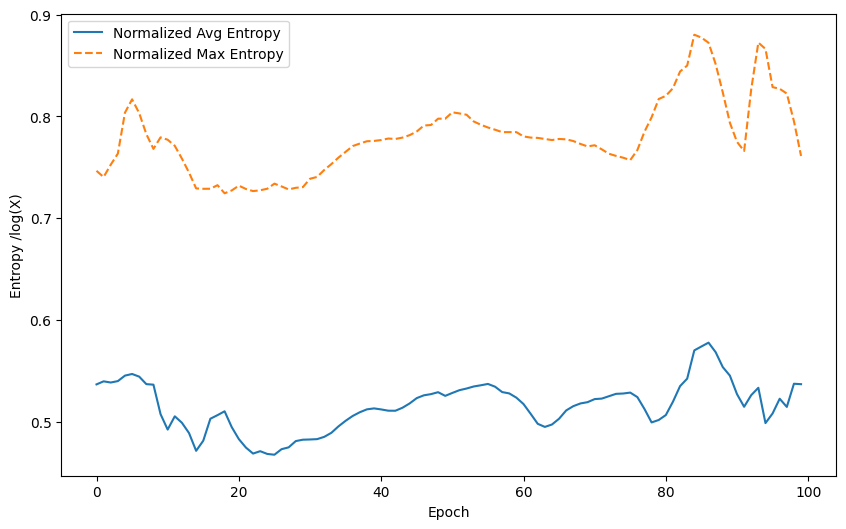 Normalized Avg Entropy
Normalized Max Entropy
Entropy /log(X)
0.9
0.8
0.7
0.6
0.5
0 20 40 60 80 100
Epoch